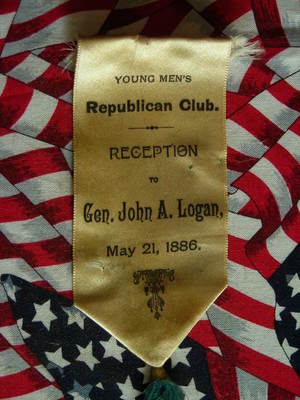 YOUNG MEN'S
Republican Club.
RECEPTION
TO
Gen. John A. Logan,
May 21, 1886.